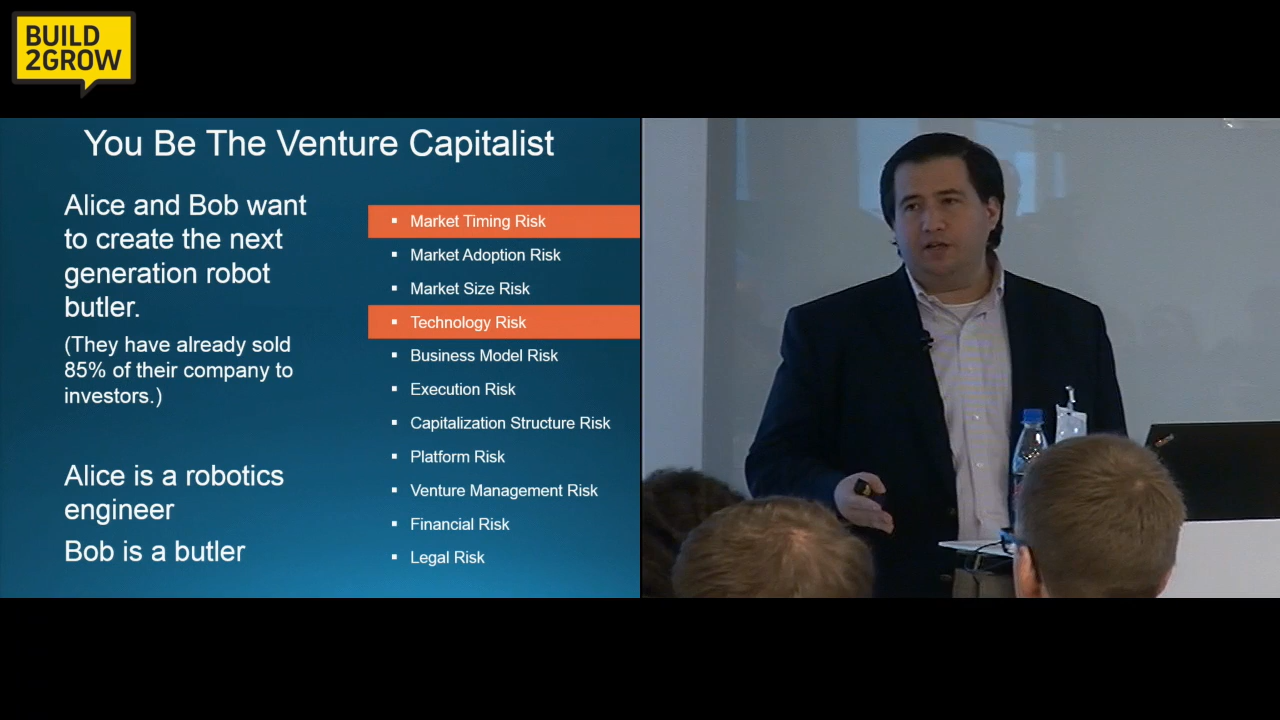 BUILD
2GROW
You Be The Venture Capitalist
Alice and Bob want
to create the next
generation robot
butler.
(They have already sold
85% of their company to
investors.)
Alice is a robotics
engineer
Bob is a butler
▪ Market Timing Risk
▪ Market Adoption Risk
▪ Market Size Risk
▪ Technology Risk
▪ Business Model Risk
▪ Execution Risk
▪ Capitalization Structure Risk
▪ Platform Risk
▪ Venture Management Risk
▪ Financial Risk
▪ Legal Risk